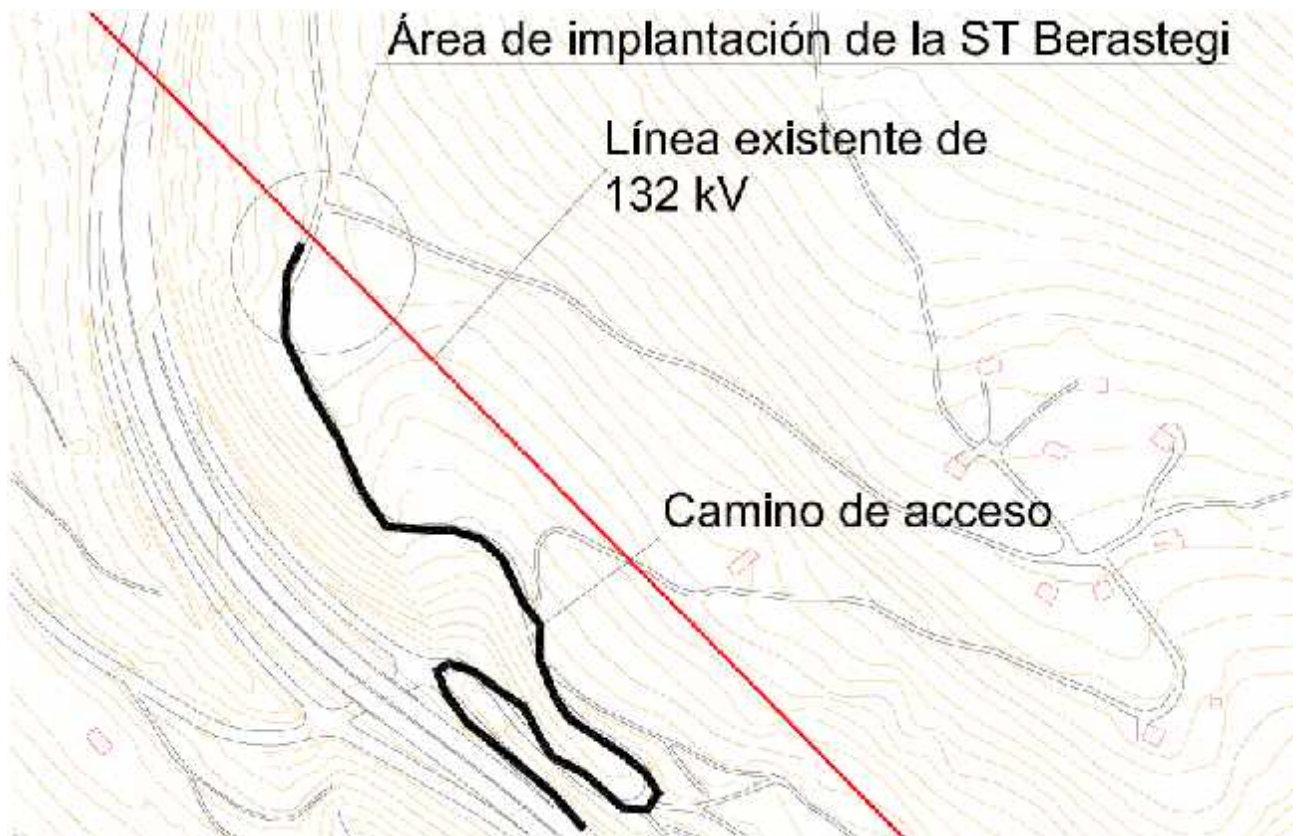 Área de implantación de la ST Berastegi
Línea existente de
132 kV
Camino de acceso